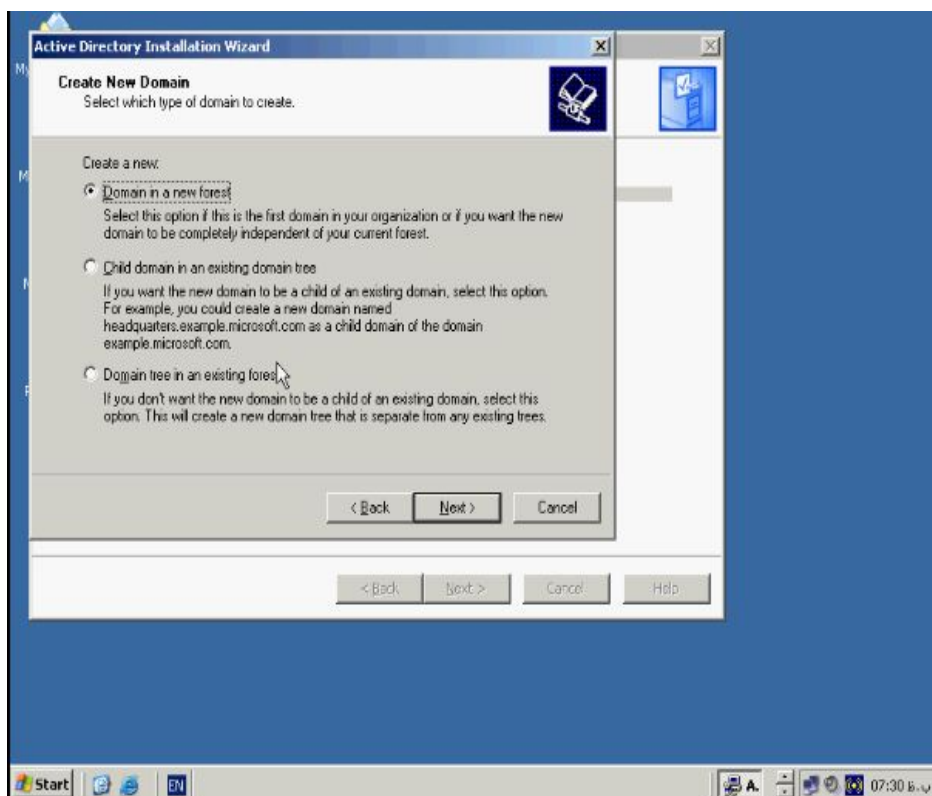 Active Directory Installation Wizard
Create New Domain
Select which type of domain to create.
Create a new:
Domain in a new forest
Select this option if this is the first domain in your organization or if you want the new
domain to be completely independent of your current forest.
Child domain in an existing domain tree
If you want the new domain to be a child of an existing domain, select this option.
For example, you could create a new domain named
headquarters.example.microsoft.com as a child domain of the domain
example.microsoft.com.
Domain tree in an existing fores
If you don't want the new domain to be a child of an existing domain, select this
option. This will create a new domain tree that is separate from any existing trees.
< Back Next > Cancel
< Back Next > Cancel Help
My
M
Start EN A. 07:30 ب.ظ